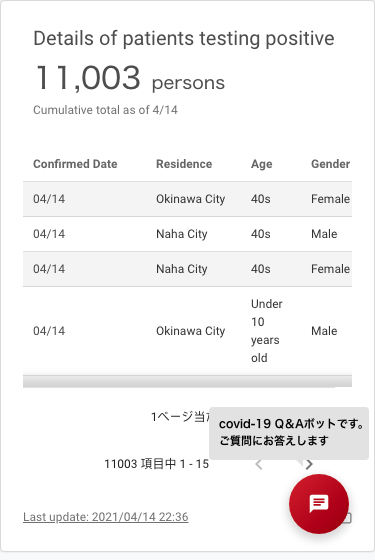 Details of patients testing positive
11,003 persons
Cumulative total as of 4/14
Confirmed Date Residence Age Gender
04/14 Okinawa City 40s Female
04/14 Naha City 40s Male
04/14 Naha City 40s Female
04/14 Okinawa City Under 10 years old Male
1ページ当
covid-19 Q&Aボットです。
ご質問にお答えします
11003 項目中 1 - 15
Last update: 2021/04/14 22:36